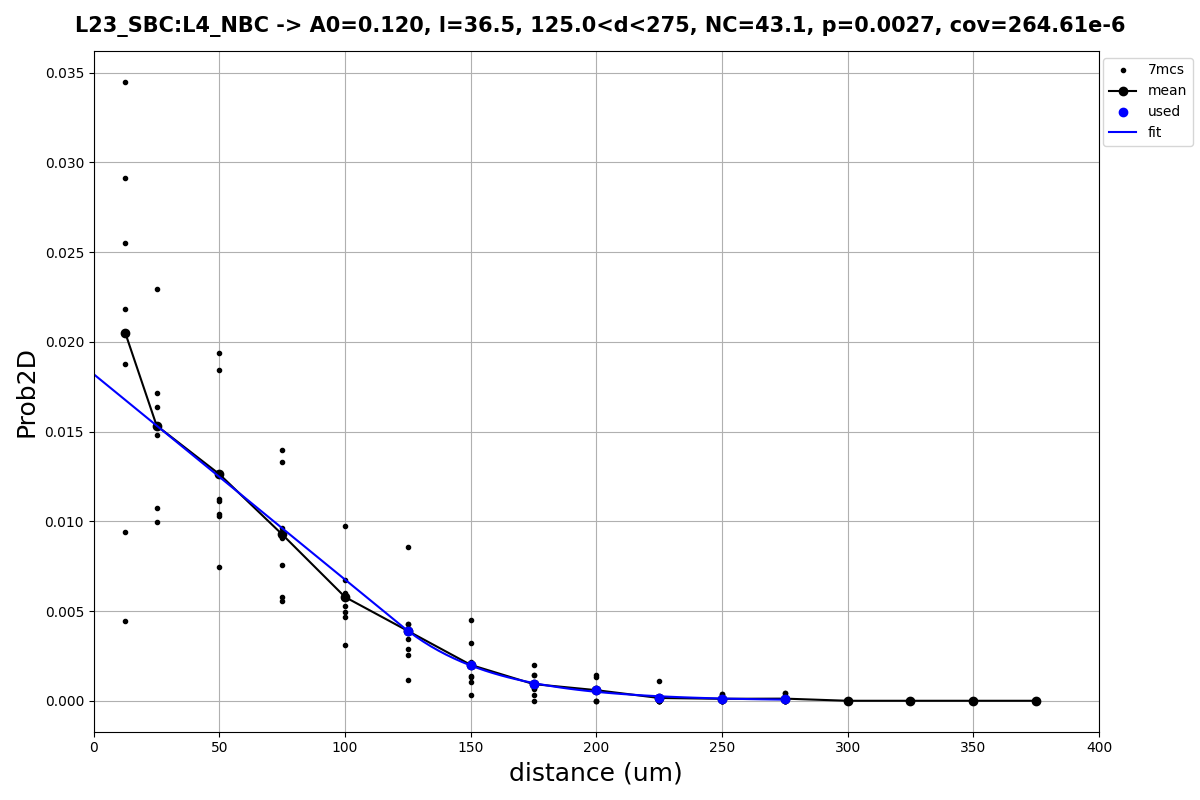 L23_SBC:L4_NBC -> A0=0.120, l=36.5, 125.0<d<275, NC=43.1, p=0.0027, cov=264.61e-6
7mcs
mean
used
fit
Prob2D
0.035
0.030
0.025
0.020
0.015
0.010
0.005
0.000
0 50 100 150 200 250 300 350 400
distance (um)